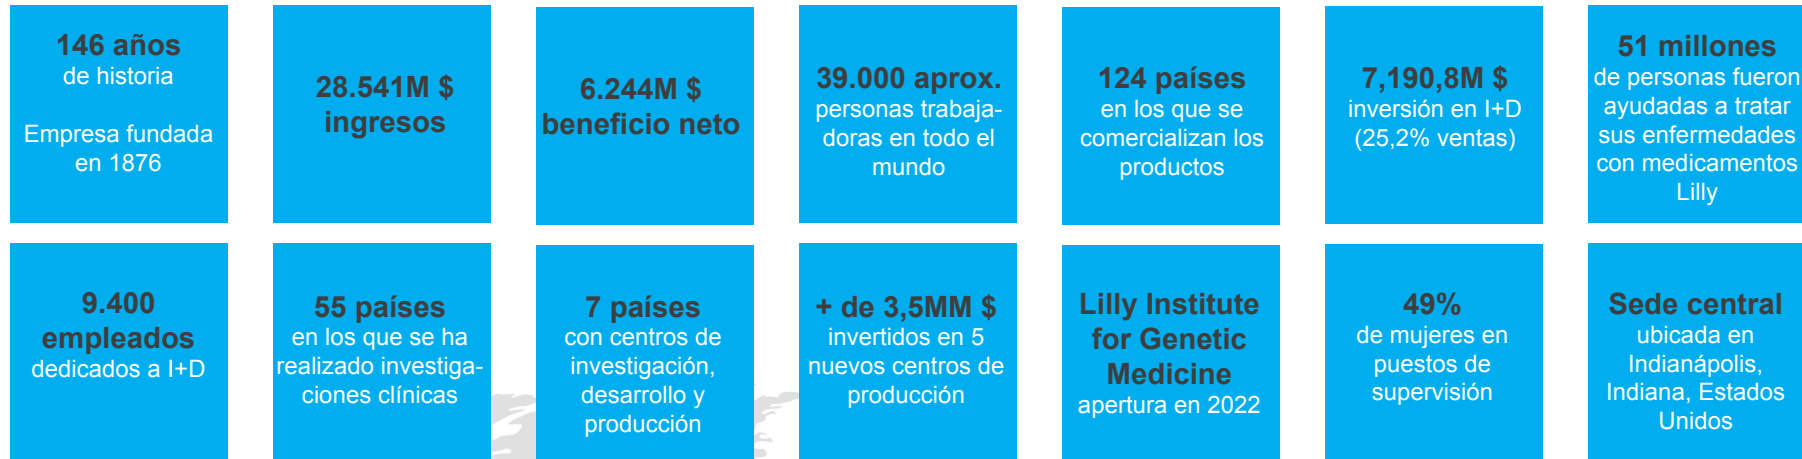 146 años
de historia
Empresa fundada
en 1876
28.541M $
ingresos
6.244M $
beneficio neto
39.000 aprox.
personas trabaja-
doras en todo el
mundo
124 países
en los que se
comercializan los
productos
7,190,8M $
inversión en I+D
(25,2% ventas)
51 millones
de personas fueron
ayudadas a tratar
sus enfermedades
con medicamentos
Lilly
9.400
empleados
dedicados a I+D
55 países
en los que se ha
realizado investiga-
ciones clínicas
7 países
con centros de
investigación,
desarrollo y
producción
+ de 3,5MM $
invertidos en 5
nuevos centros de
producción
Lilly Institute
for Genetic
Medicine
apertura en 2022
49%
de mujeres en
puestos de
supervisión
Sede central
ubicada en
Indianápolis,
Indiana, Estados
Unidos